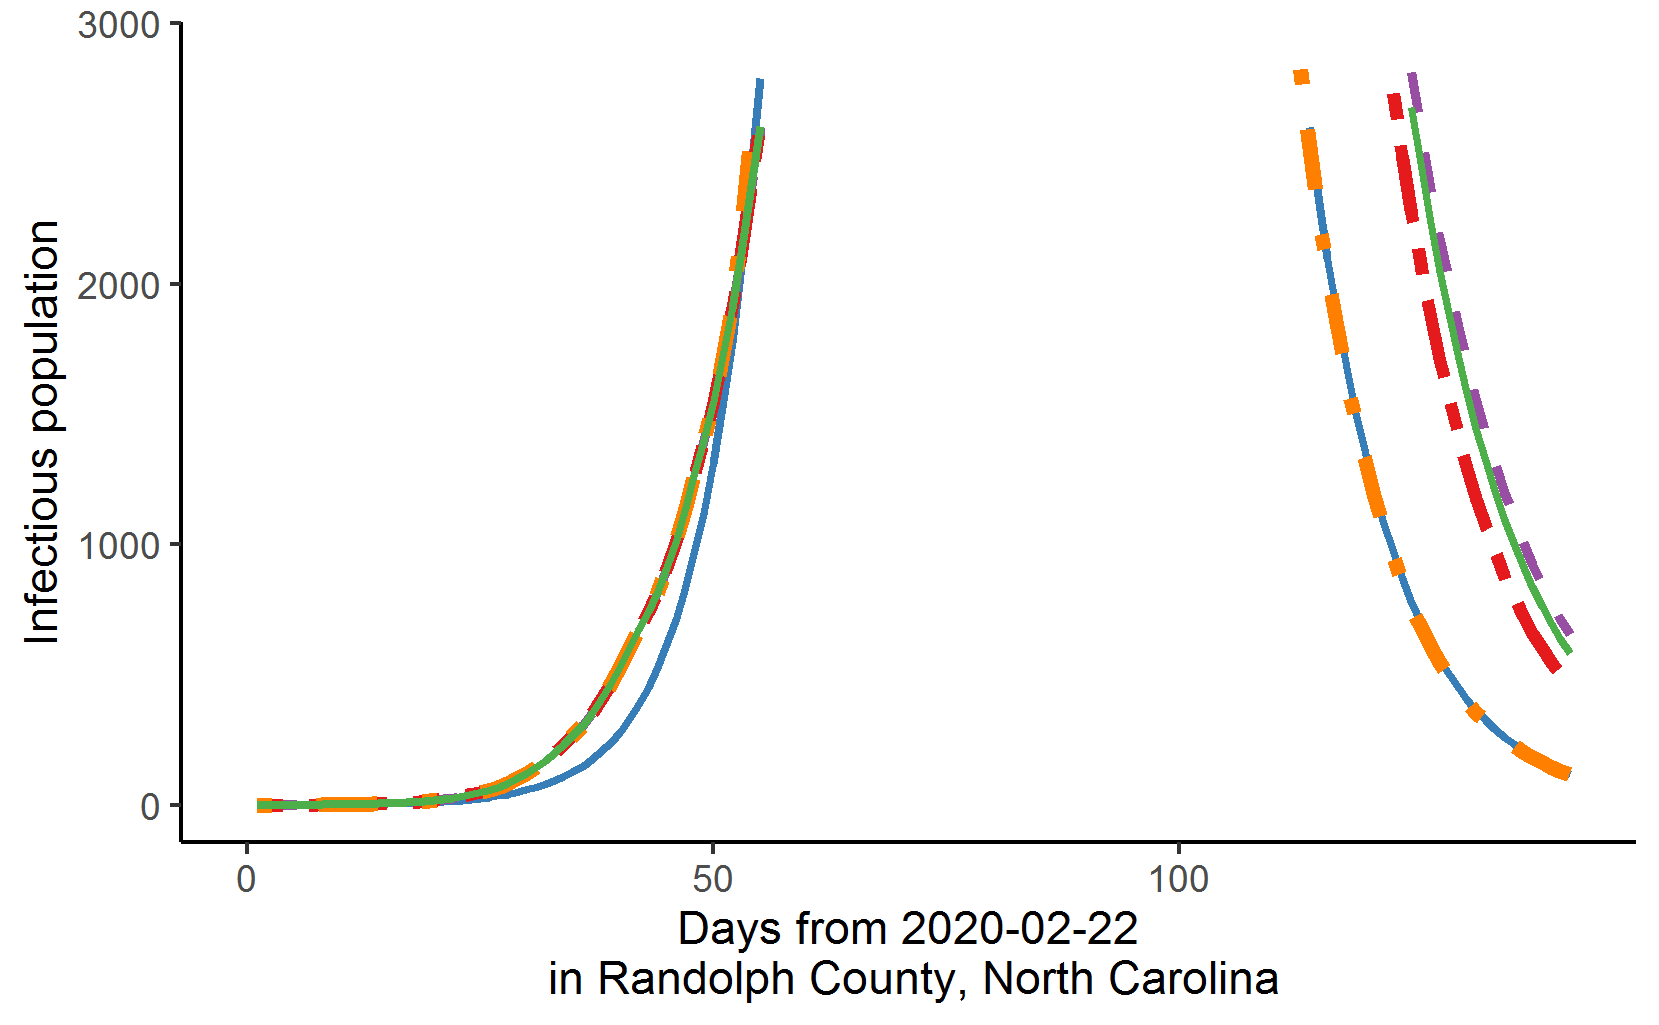 3000
2000
1000
0
Infectious population
0 50 100
Days from 2020-02-22
in Randolph County, North Carolina